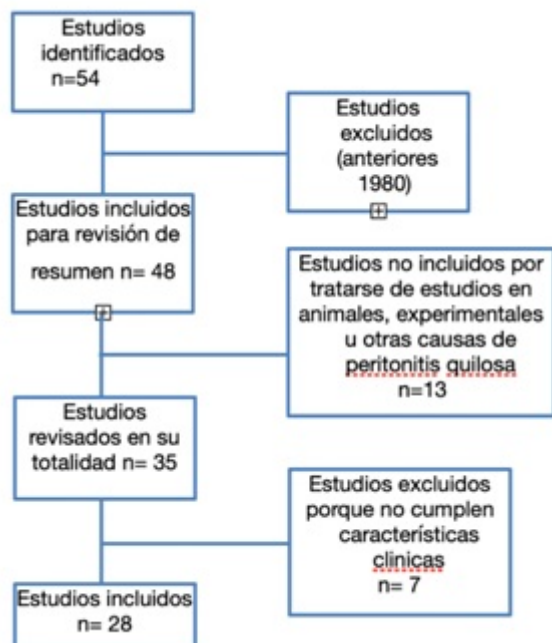 Estudios
identificados
n=54
Estudios
excluidos
(anteriores
1980)
Estudios incluidos
para revisión de
resumen n= 48
Estudios no incluidos por
tratarse de estudios en
animales, experimentales
u otras causas de
peritonitis quilosa
n=13
Estudios
revisados en su
totalidad n= 35
Estudios excluidos
porque no cumplen
características
clinicas
n= 7
Estudios incluidos
n= 28